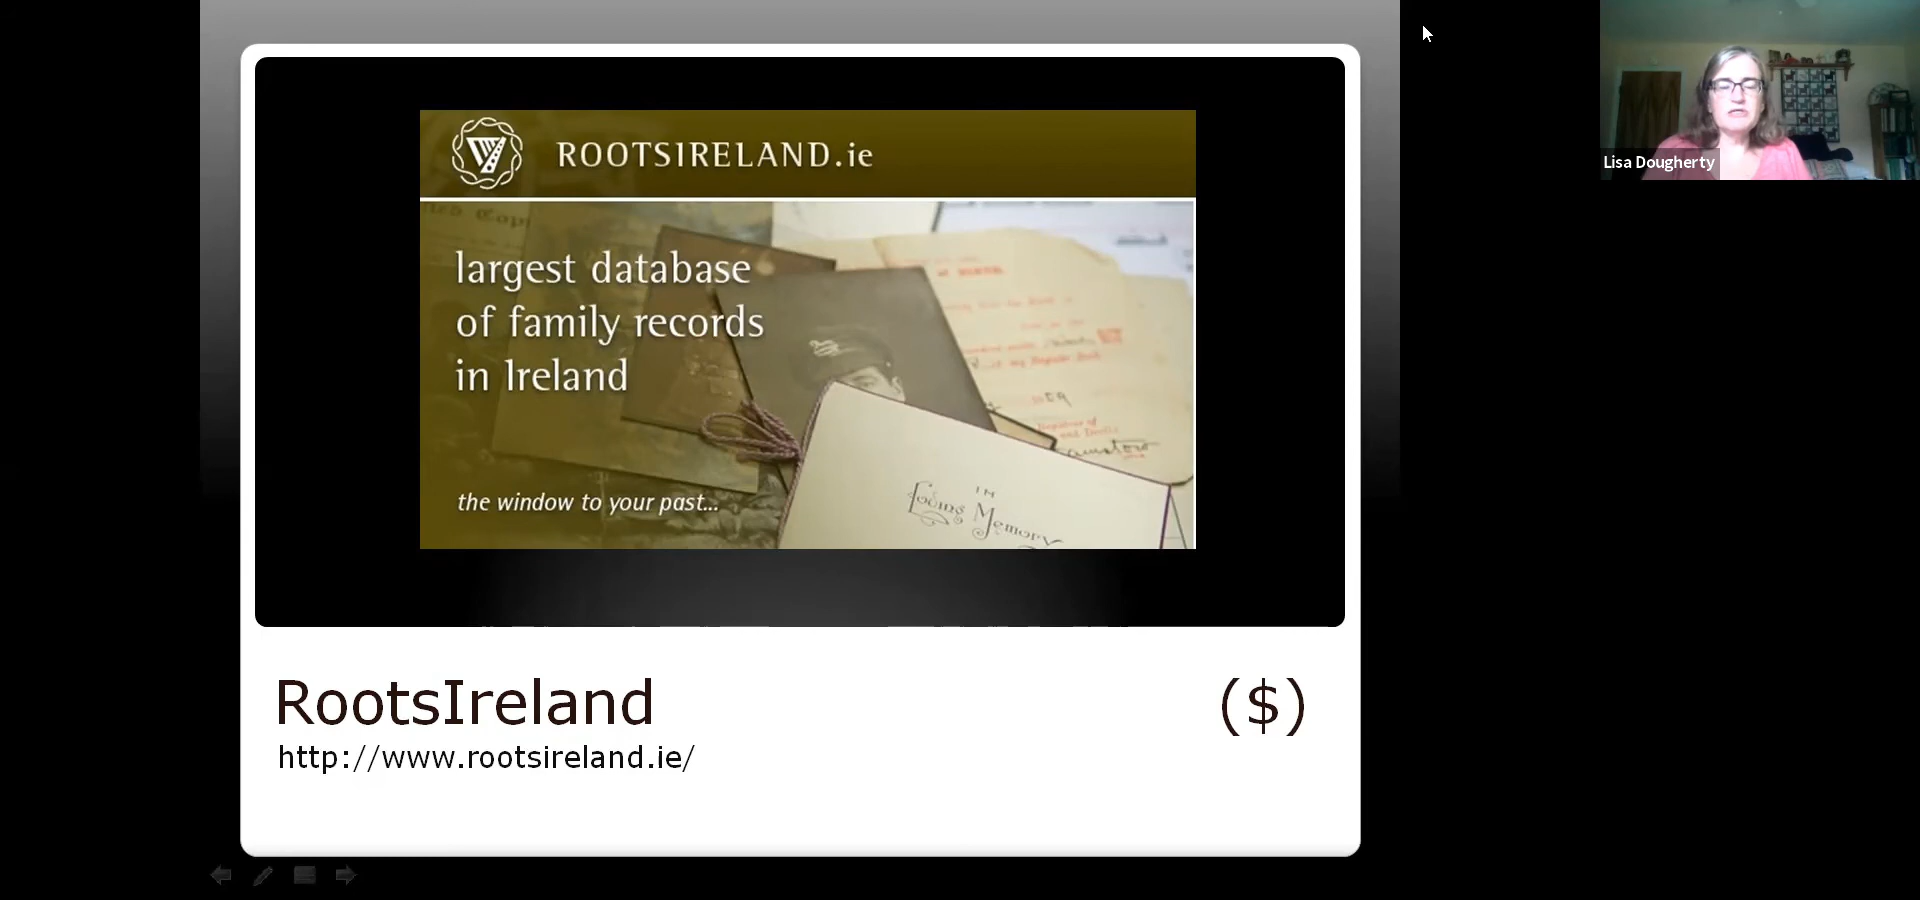 ROOTSIRELAND.ie
largest database
of family records
in Ireland
the window to your past...
IN
Loving Memory
RootsIreland ($)
http://www.rootsireland.ie/
Lisa Dougherty